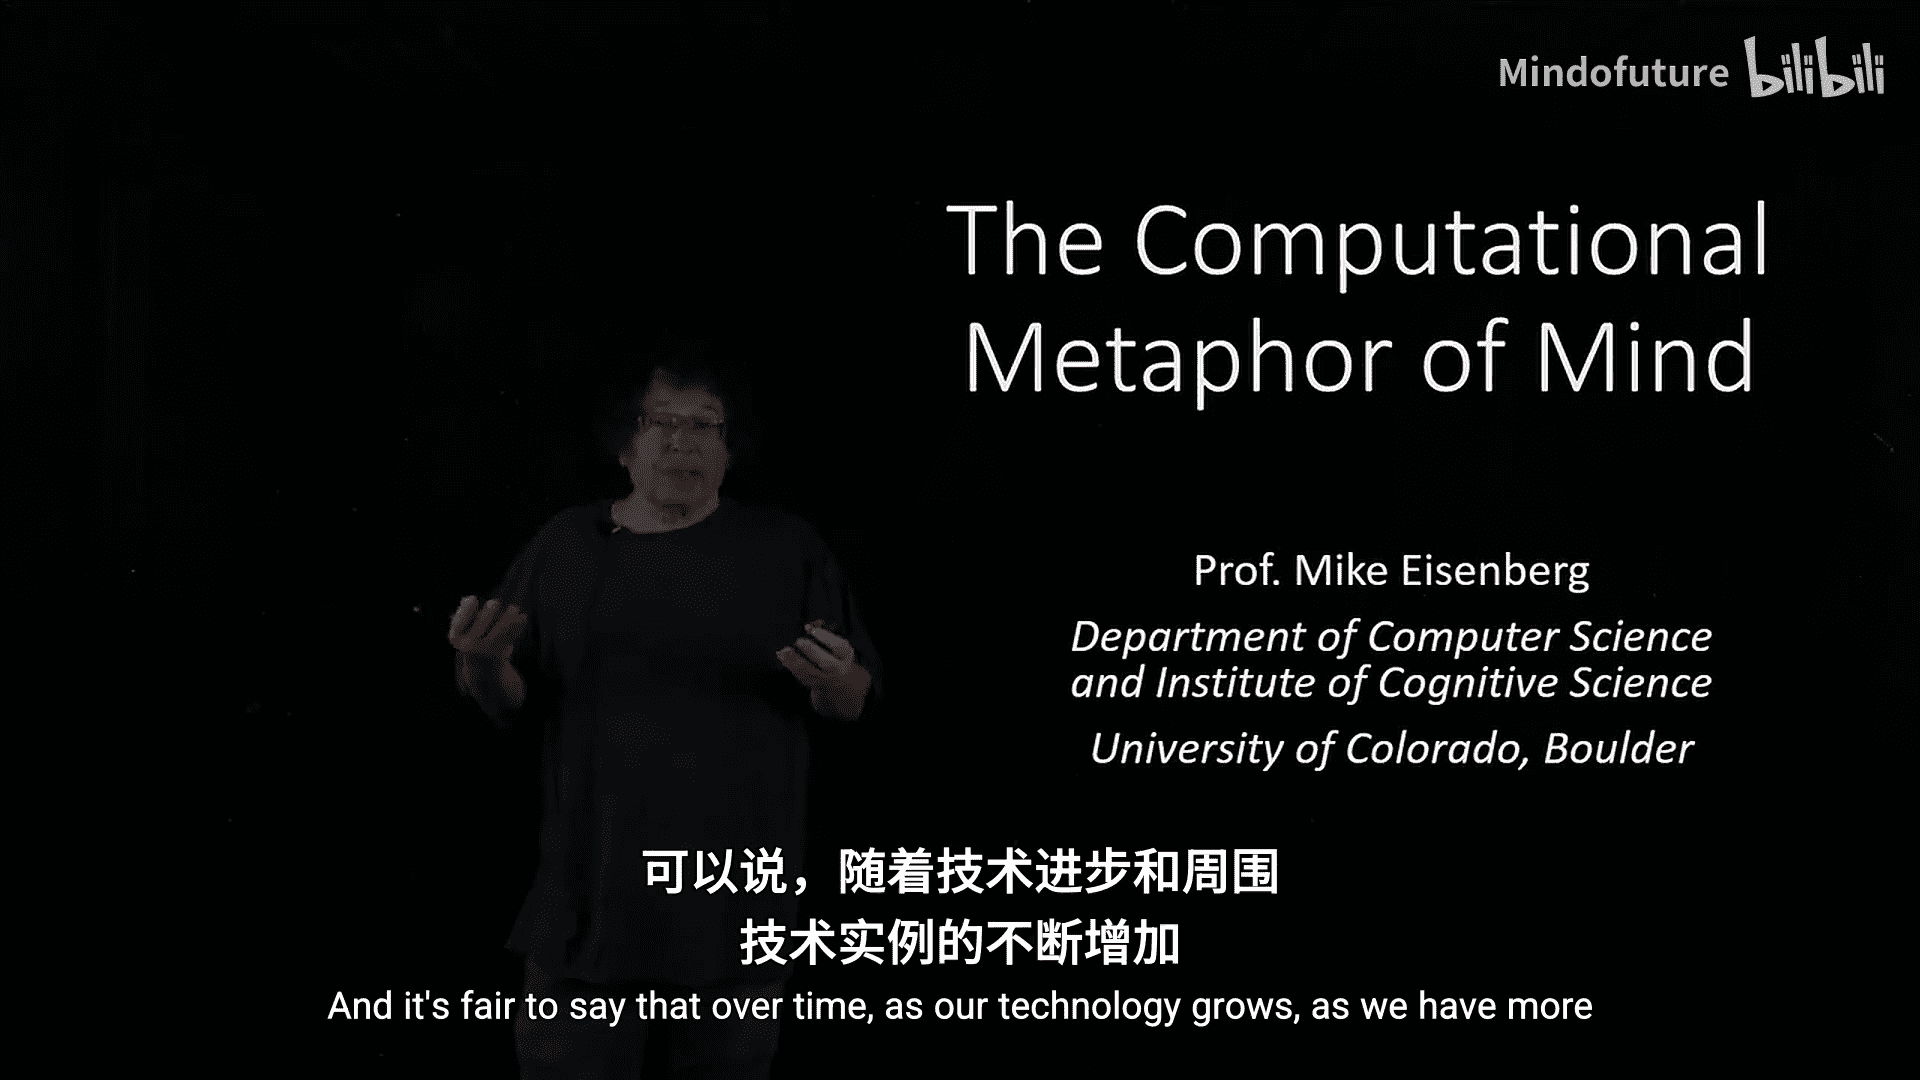 Mindofuture bilibili
The Computational
Metaphor of Mind
Prof. Mike Eisenberg
Department of Computer Science
and Institute of Cognitive Science
University of Colorado, Boulder
可以说，随着技术进步和周围
技术实例的不断增加
And it's fair to say that over time, as our technology grows, as we have more